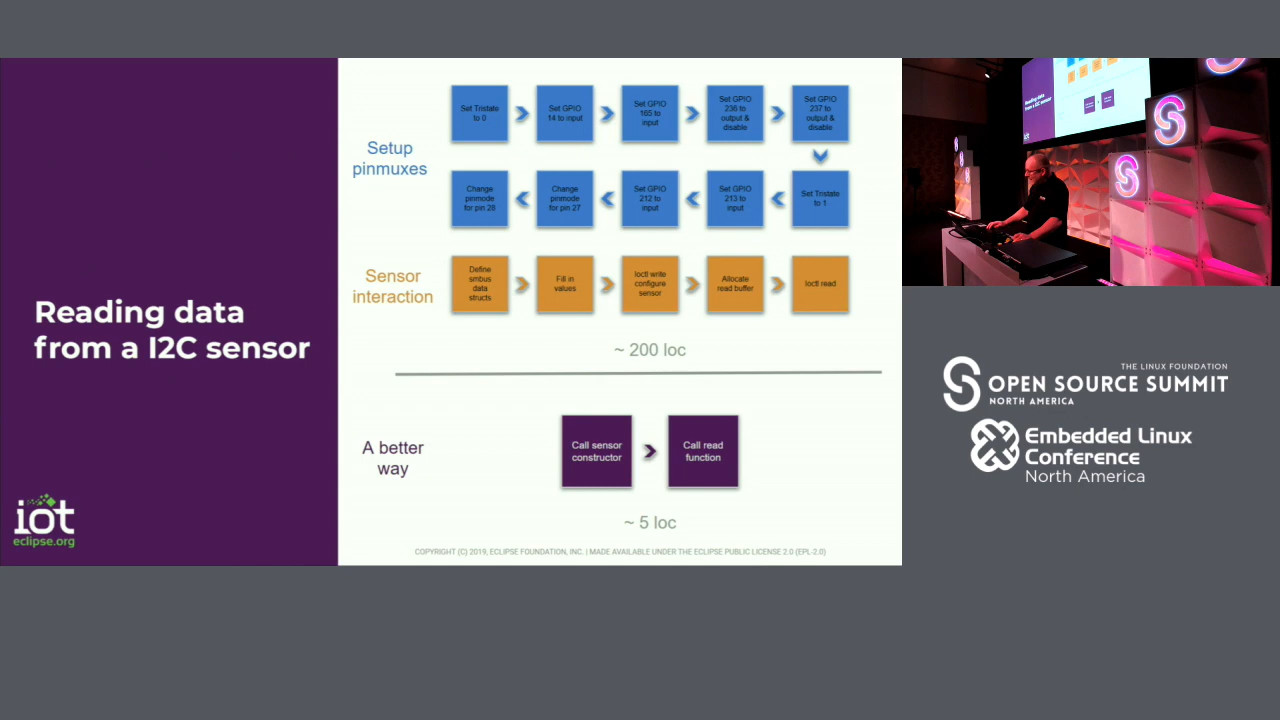 Reading data
from a I2C sensor
iot
eclipse.org
Setup
pinmuxes
Set Tristate
to 0
Set GPIO
14 to input
Set GPIO
165 to
input
Set GPIO
236 to
output &
disable
Set GPIO
237 to
output &
disable
Change
pinmode
for pin 28
Change
pinmode
for pin 27
Set GPIO
212 to
input
Set GPIO
213 to
input
Set Tristate
to 1
Sensor
interaction
Define
smbus
data
structs
Fill in
values
Ioctl write
configure
sensor
Allocate
read buffer
ioctl read
~ 200 loc
A better
way
Call sensor
constructor
Call read
function
~ 5 loc
COPYRIGHT (C) 2019, ECLIPSE FOUNDATION, INC. | MADE AVAILABLE UNDER THE ECLIPSE PUBLIC LICENSE 2.0 (EPL-2.0)
THE LINUX FOUNDATION
OPEN SOURCE SUMMIT
NORTH AMERICA
Embedded Linux
Conference
North America